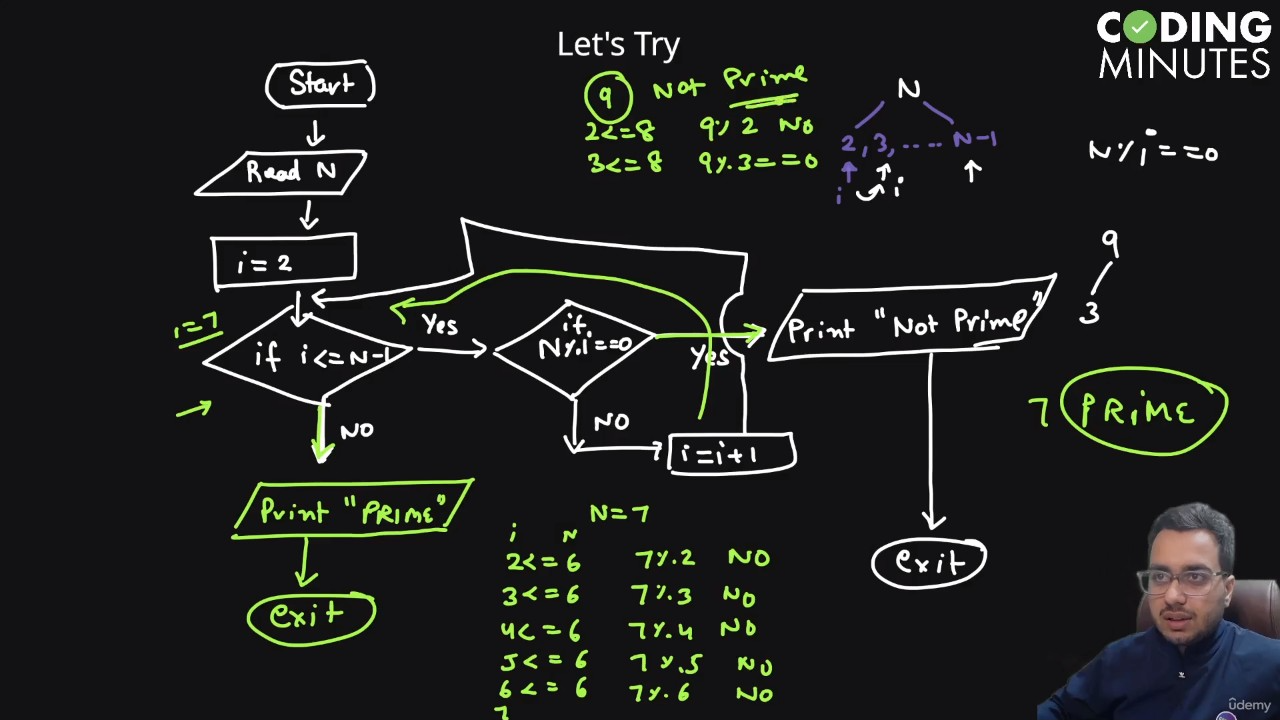 Let's Try
CODING
MINUTES
Start
Read N
i = 2
i=7
if i<=N-1
Yes
NO
Print "PRIME"
exit
if
N%i==0
Yes
NO
i=i+1
Print "Not Prime"
exit
9 Not Prime
2<=8 9% 2 NO
3<=8 9%3==0
N
2,3,.... N-1
i i
N%i==0
9
3
7 PRIME
N=7
i N
2<=6 7%2 NO
3<=6 7%3 NO
4<=6 7%4 NO
5<=6 7%5 NO
6<=6 7%6 NO
7
ûdemy